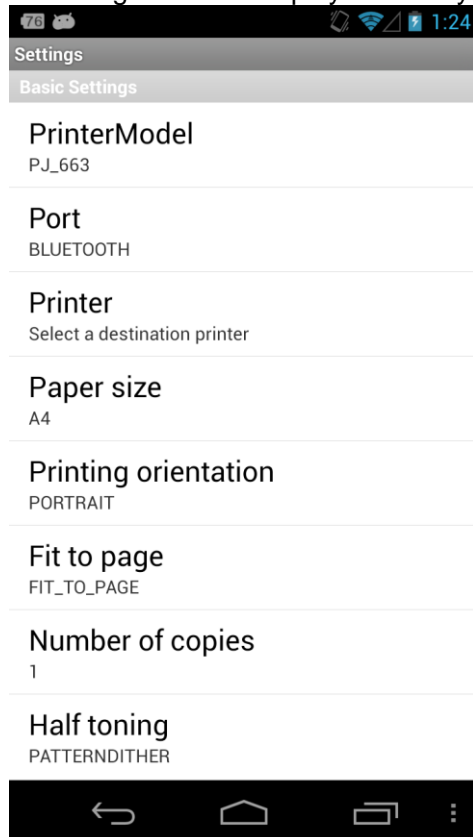 76
1:24
Settings
Basic Settings
PrinterModel
PJ_663
Port
BLUETOOTH
Printer
Select a destination printer
Paper size
A4
Printing orientation
PORTRAIT
Fit to page
FIT_TO_PAGE
Number of copies
1
Half toning
PATTERNDITHER